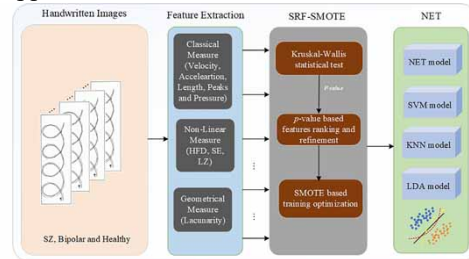 Handwritten Images
Feature Extraction
SRF-SMOTE
NET
Classical
Measure
(Velocity,
Acceleartion,
Length, Peaks
and Pressure)
Non-Linear
Measure
(HFD, SE,
LZ)
Geometrical
Measure
(Lacunarity)
Kruskal-Wallis
statistical test
P-value
p-value based
features ranking and
refinement
SMOTE based
training optimization
NET model
SVM model
KNN model
LDA model
SZ, Bipolar and Healthy